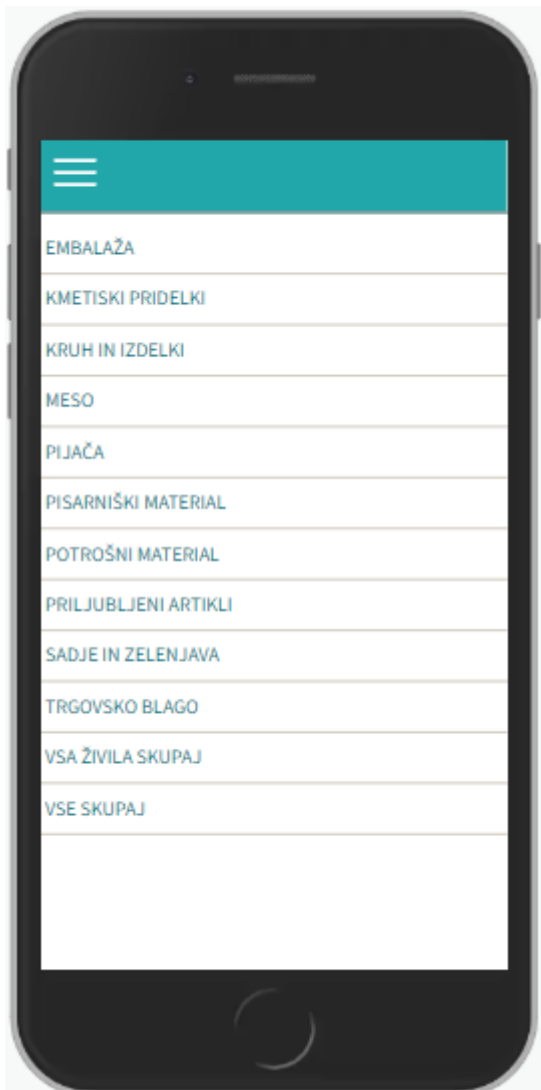 EMBALAŽA
KMETISKI PRIDELKI
KRUH IN IZDELKI
MESO
PIJAČA
PISARNIŠKI MATERIAL
POTROŠNI MATERIAL
PRILJUBLJENI ARTIKLI
SADJE IN ZELENJAVA
TRGOVSKO BLAGO
VSA ŽIVILA SKUPAJ
VSE SKUPAJ